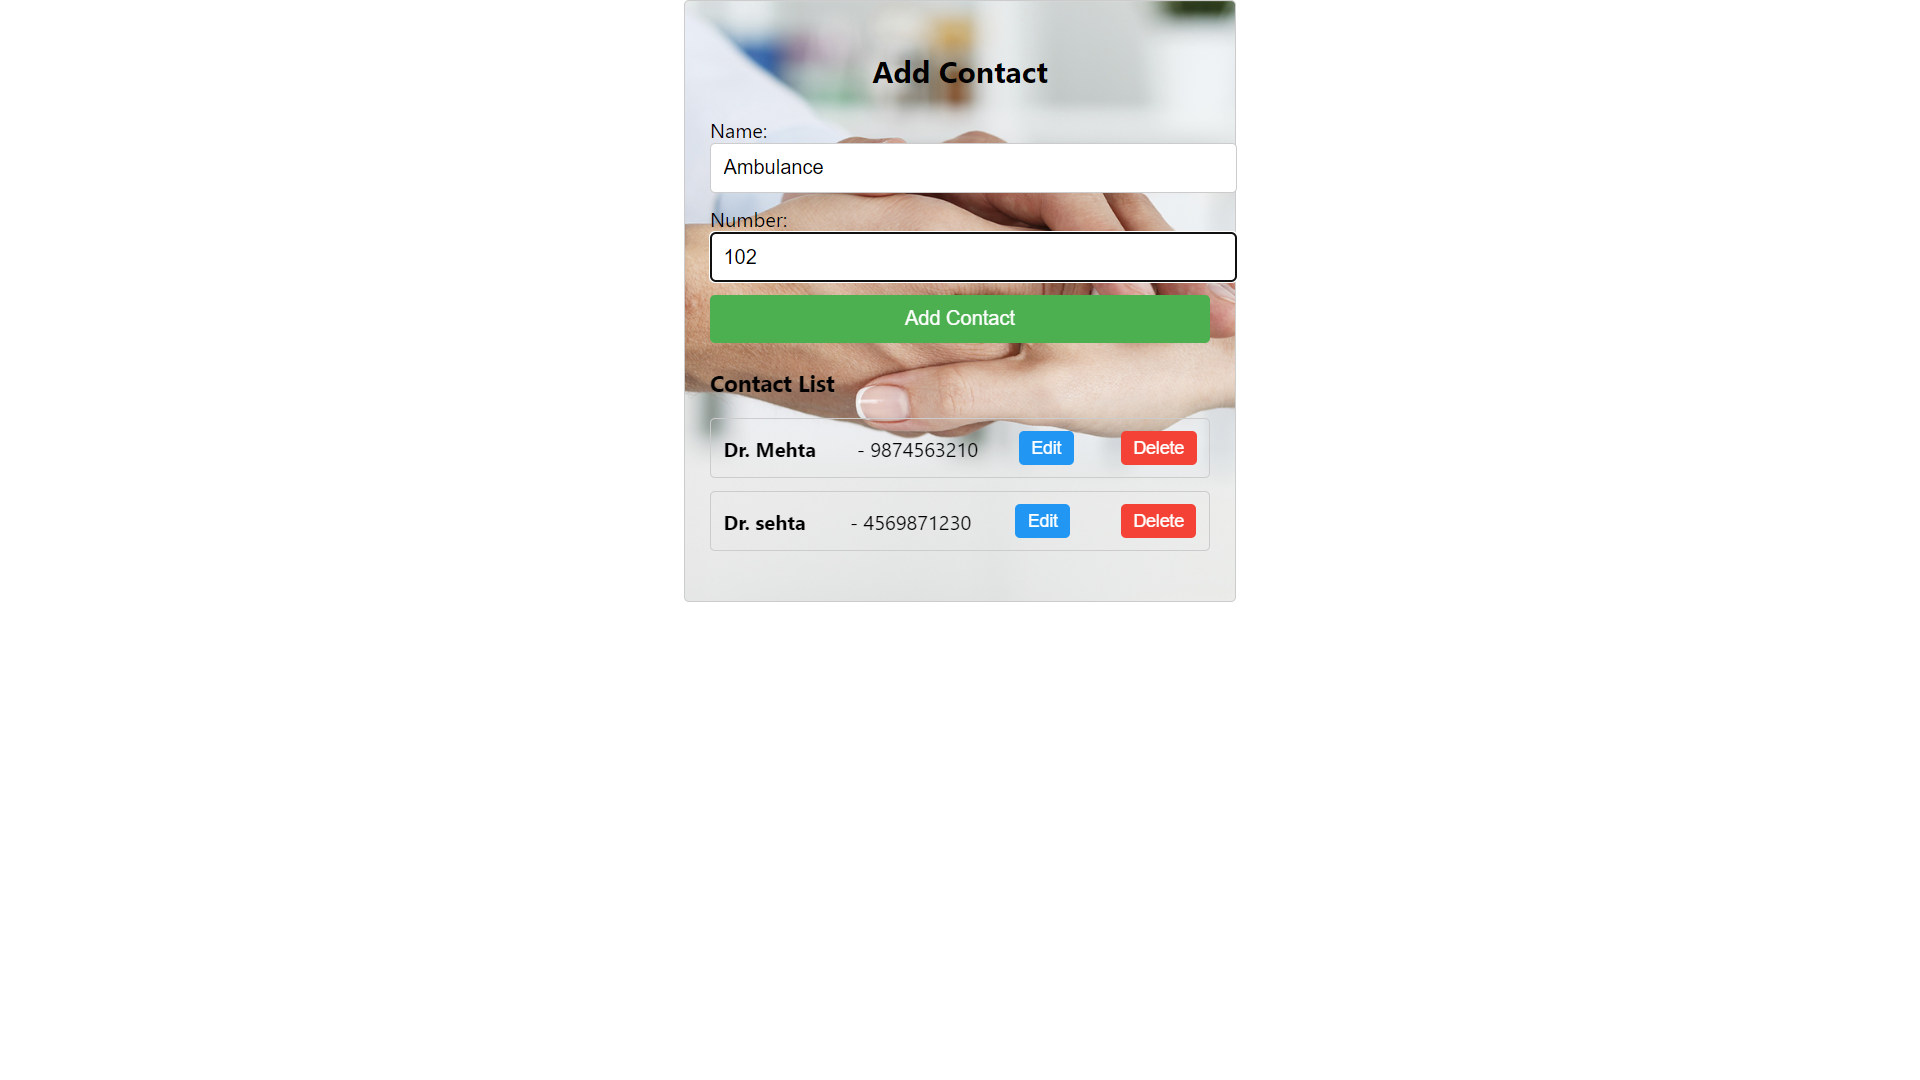 Add Contact
Name:
Ambulance
Number:
102
Add Contact
Contact List
Dr. Mehta - 9874563210 Edit Delete
Dr. sehta - 4569871230 Edit Delete